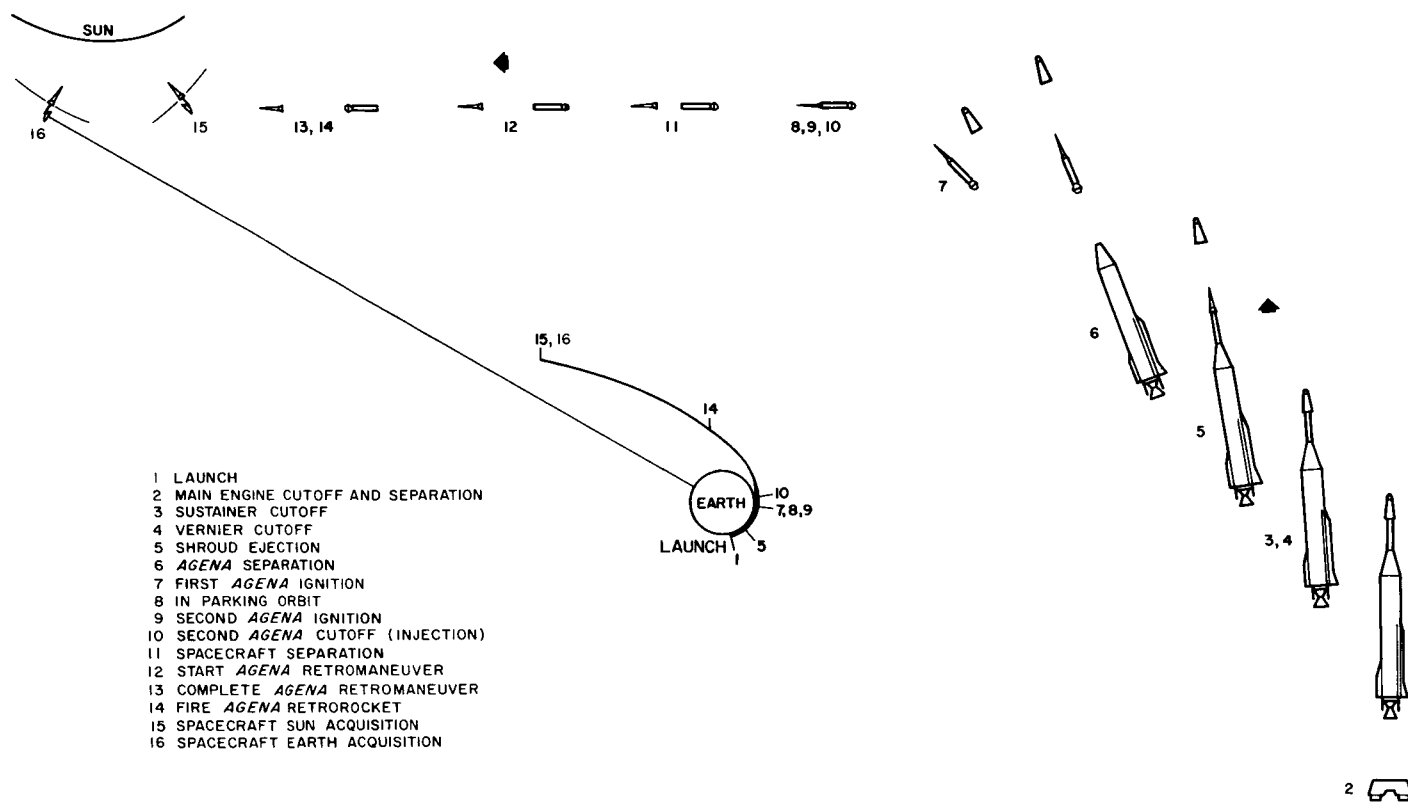 SUN
16
15
13, 14
12
11
8, 9, 10
7
6
5
3, 4
2
15, 16
14
10
7, 8, 9
EARTH
5
LAUNCH
1
1 LAUNCH
2 MAIN ENGINE CUTOFF AND SEPARATION
3 SUSTAINER CUTOFF
4 VERNIER CUTOFF
5 SHROUD EJECTION
6 AGENA SEPARATION
7 FIRST AGENA IGNITION
8 IN PARKING ORBIT
9 SECOND AGENA IGNITION
10 SECOND AGENA CUTOFF (INJECTION)
11 SPACECRAFT SEPARATION
12 START AGENA RETROMANEUVER
13 COMPLETE AGENA RETROMANEUVER
14 FIRE AGENA RETROROCKET
15 SPACECRAFT SUN ACQUISITION
16 SPACECRAFT EARTH ACQUISITION